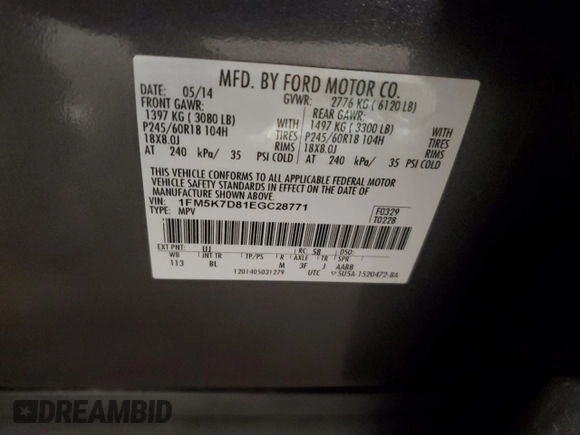 MFD. BY FORD MOTOR CO.
DATE: 05/14 GVWR: 2776 KG ( 6120 LB)
FRONT GAWR: REAR GAWR:
1397 KG ( 3080 LB) WITH 1497 KG ( 3300 LB) WITH
P245/60R18 104H TIRES P245/60R18 104H TIRES
18X8.0J RIMS 18X8.0J RIMS
AT 240 kPa/ 35 PSI COLD AT 240 kPa/ 35 PSI COLD
THIS VEHICLE CONFORMS TO ALL APPLICABLE FEDERAL MOTOR
VEHICLE SAFETY STANDARDS IN EFFECT ON THE DATE OF
MANUFACTURE SHOWN ABOVE.
VIN: 1FM5K7D81EGC28771 F0329
TYPE: MPV T0228
EXT PNT: UJ RC: 58 DSO:
WB INT TR TP/PS R AXLE TR SPR
113 BL M 3F J AABB
1201405031279 UTC 5U5A-1520472-BA
DREAMBID